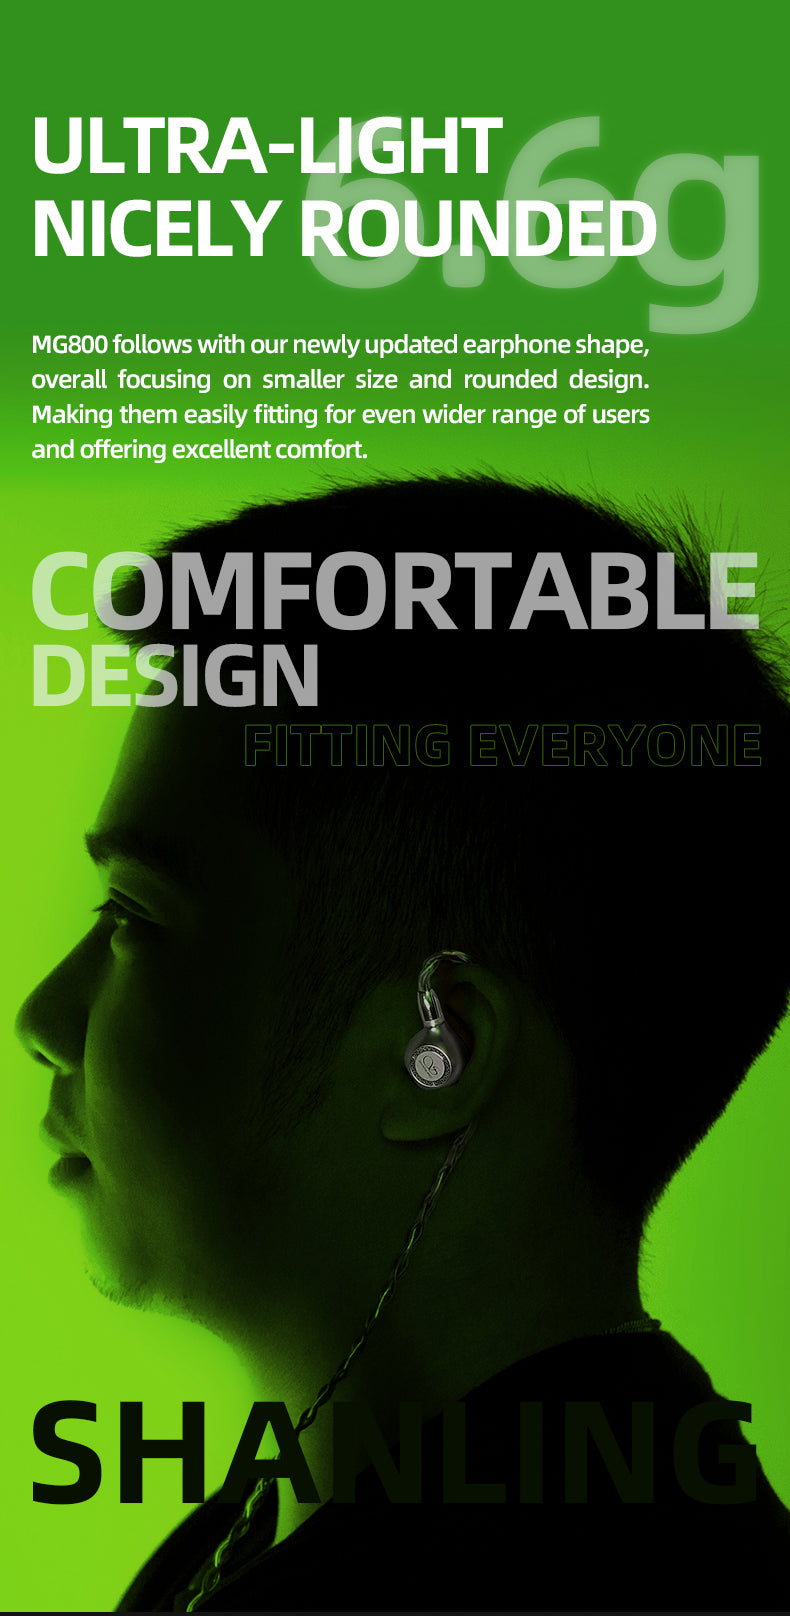 ULTRA-LIGHT
6.6g
NICELY ROUNDED
MG800 follows with our newly updated earphone shape,
overall focusing on smaller size and rounded design.
Making them easily fitting for even wider range of users
and offering excellent comfort.
COMFORTABLE
DESIGN
FITTING EVERYONE
SHANLING